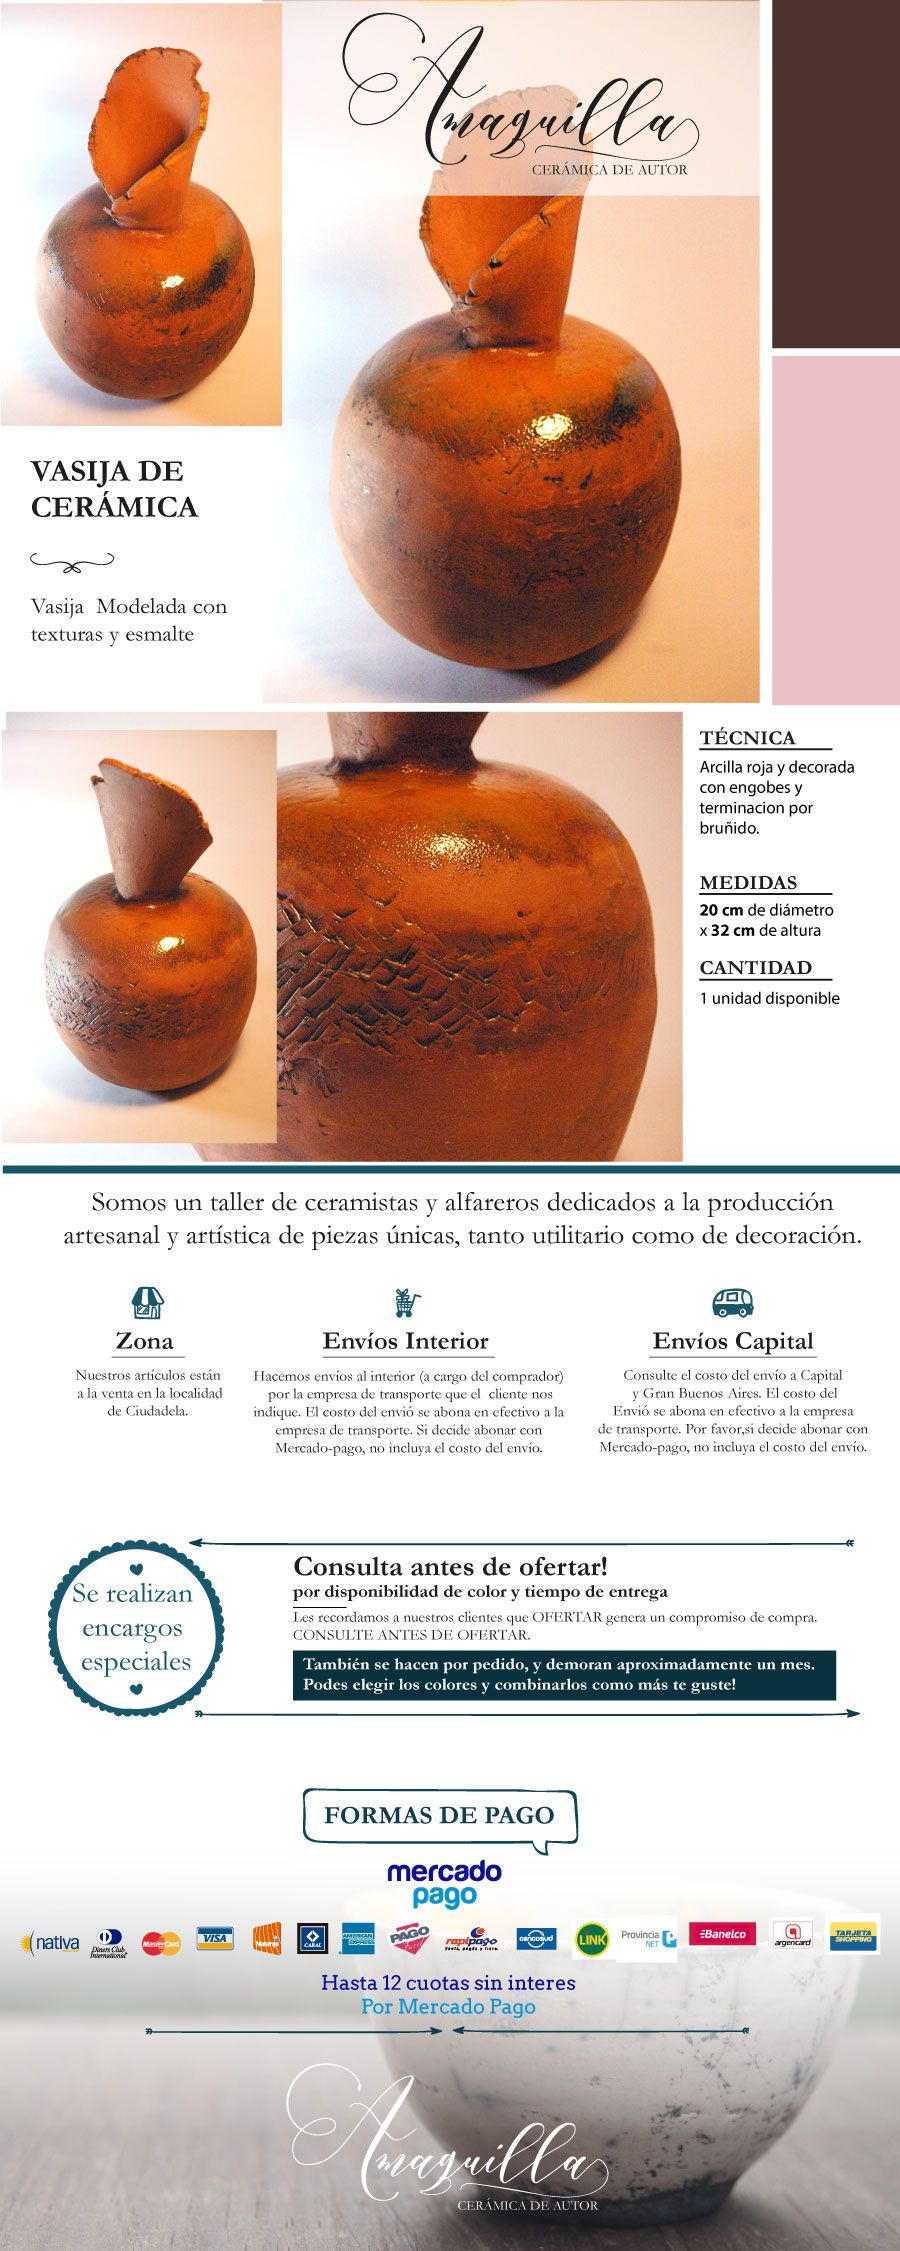 Amaquilla
CERÁMICA DE AUTOR
VASIJA DE
CERÁMICA
Vasija Modelada con
texturas y esmalte
TÉCNICA
Arcilla roja y decorada
con engobes y
terminacion por
bruñido.
MEDIDAS
20 cm de diámetro
x 32 cm de altura
CANTIDAD
1 unidad disponible
Somos un taller de ceramistas y alfareros dedicados a la producción
artesanal y artística de piezas únicas, tanto utilitario como de decoración.
Zona
Nuestros artículos están
a la venta en la localidad
de Ciudadela.
Envíos Interior
Hacemos envíos al interior (a cargo del comprador)
por la empresa de transporte que el cliente nos
indique. El costo del envió se abona en efectivo a la
empresa de transporte. Si decide abonar con
Mercado-pago, no incluya el costo del envío.
Envíos Capital
Consulte el costo del envío a Capital
y Gran Buenos Aires. El costo del
Envió se abona en efectivo a la empresa
de transporte. Por favor,si decide abonar con
Mercado-pago, no incluya el costo del envío.
Se realizan
encargos
especiales
Consulta antes de ofertar!
por disponibilidad de color y tiempo de entrega
Les recordamos a nuestros clientes que OFERTAR genera un compromiso de compra.
CONSULTE ANTES DE OFERTAR.
También se hacen por pedido, y demoran aproximadamente un mes.
Podes elegir los colores y combinarlos como más te guste!
FORMAS DE PAGO
mercado
pago
nativa
Diners Club
International
MasterCard
VISA
Naranja
CABAL
AMERICAN
EXPRESS
PAGO
fácil
rapipago
cencosud
LINK
Provincia
NET
Banelco
argencard
TARJETA
SHOPPING
Hasta 12 cuotas sin interes
Por Mercado Pago
Amaquilla
CERÁMICA DE AUTOR